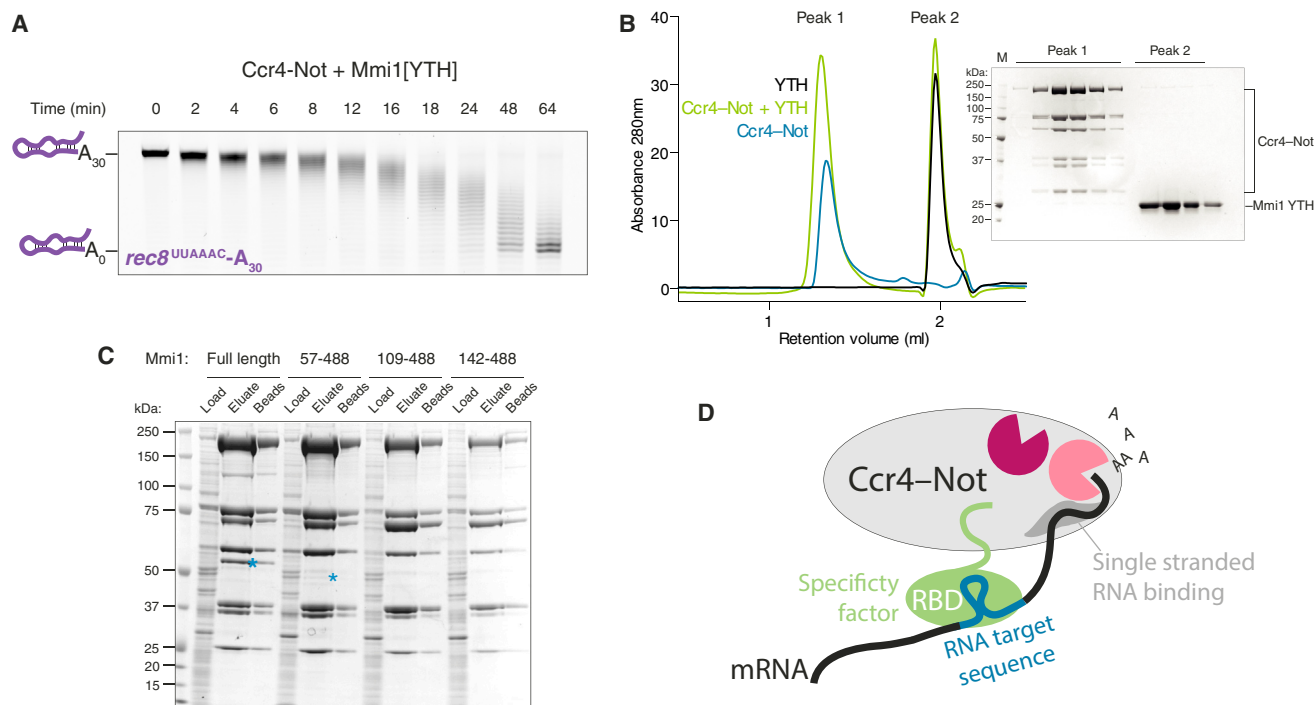 A
Ccr4-Not + Mmi1[YTH]
Time (min) 0 2 4 6 8 12 16 18 24 48 64
A30
A0
rec8UUAAAC-A30
B
Absorbance 280nm
40
30
20
10
0
Peak 1 Peak 2
YTH
Ccr4–Not + YTH
Ccr4–Not
1 2
Retention volume (ml)
M Peak 1 Peak 2
kDa:
250
150
100
75
37
25
20
Ccr4–Not
Mmi1 YTH
C
Mmi1: Full length 57-488 109-488 142-488
Load Eluate Beads Load Eluate Beads Load Eluate Beads Load Eluate Beads
kDa:
250
150
100
75
50
37
25
20
15
*
*
D
A
A
AA A
Ccr4–Not
Single stranded
RNA binding
Specificty
factor
RBD
RNA target
sequence
mRNA